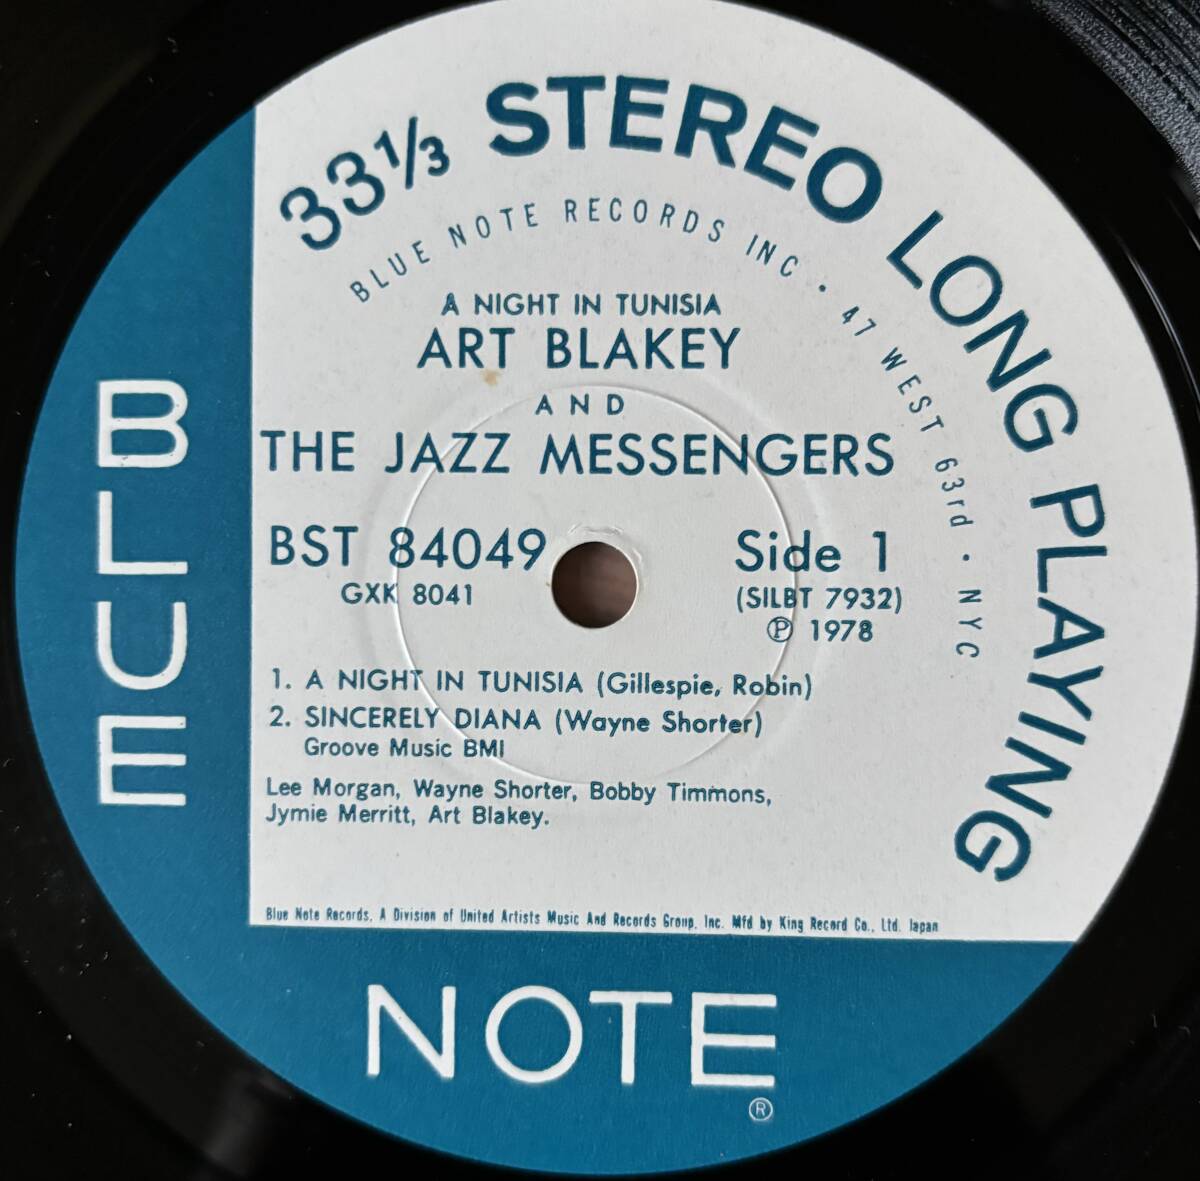 33⅓ STEREO LONG PLAYING
BLUE NOTE RECORDS INC · 47 WEST 63rd · NYC
A NIGHT IN TUNISIA
ART BLAKEY
AND
THE JAZZ MESSENGERS
BST 84049
GXK 8041
Side 1
(SILBT 7932)
Ⓟ 1978
1. A NIGHT IN TUNISIA (Gillespie, Robin)
2. SINCERELY DIANA (Wayne Shorter)
Groove Music BMI
Lee Morgan, Wayne Shorter, Bobby Timmons,
Jymie Merritt, Art Blakey.
Blue Note Records, A Division of United Artists Music And Records Group, Inc. Mfd by King Record Co., Ltd. Japan
BLUE
NOTE
®